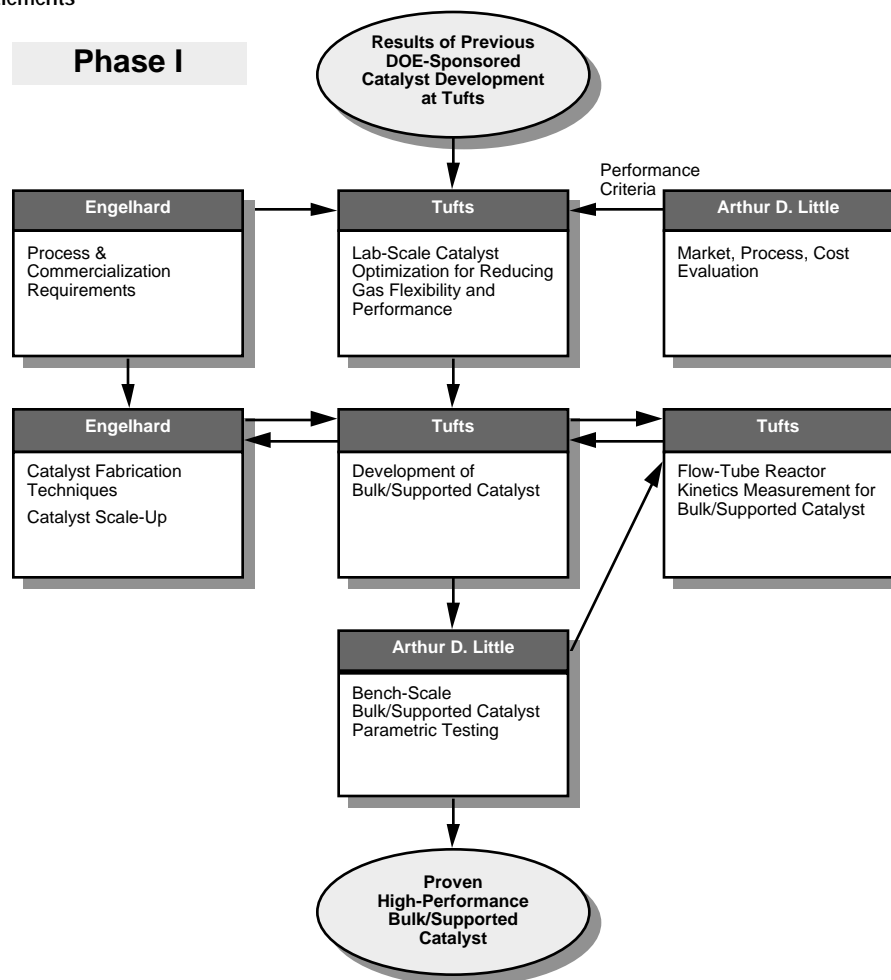 Phase I
Results of Previous
DOE-Sponsored
Catalyst Development
at Tufts
Performance
Criteria
Engelhard
Process &
Commercialization
Requirements
Tufts
Lab-Scale Catalyst
Optimization for Reducing
Gas Flexibility and
Performance
Arthur D. Little
Market, Process, Cost
Evaluation
Engelhard
Catalyst Fabrication
Techniques
Catalyst Scale-Up
Tufts
Development of
Bulk/Supported Catalyst
Tufts
Flow-Tube Reactor
Kinetics Measurement for
Bulk/Supported Catalyst
Arthur D. Little
Bench-Scale
Bulk/Supported Catalyst
Parametric Testing
Proven
High-Performance
Bulk/Supported
Catalyst